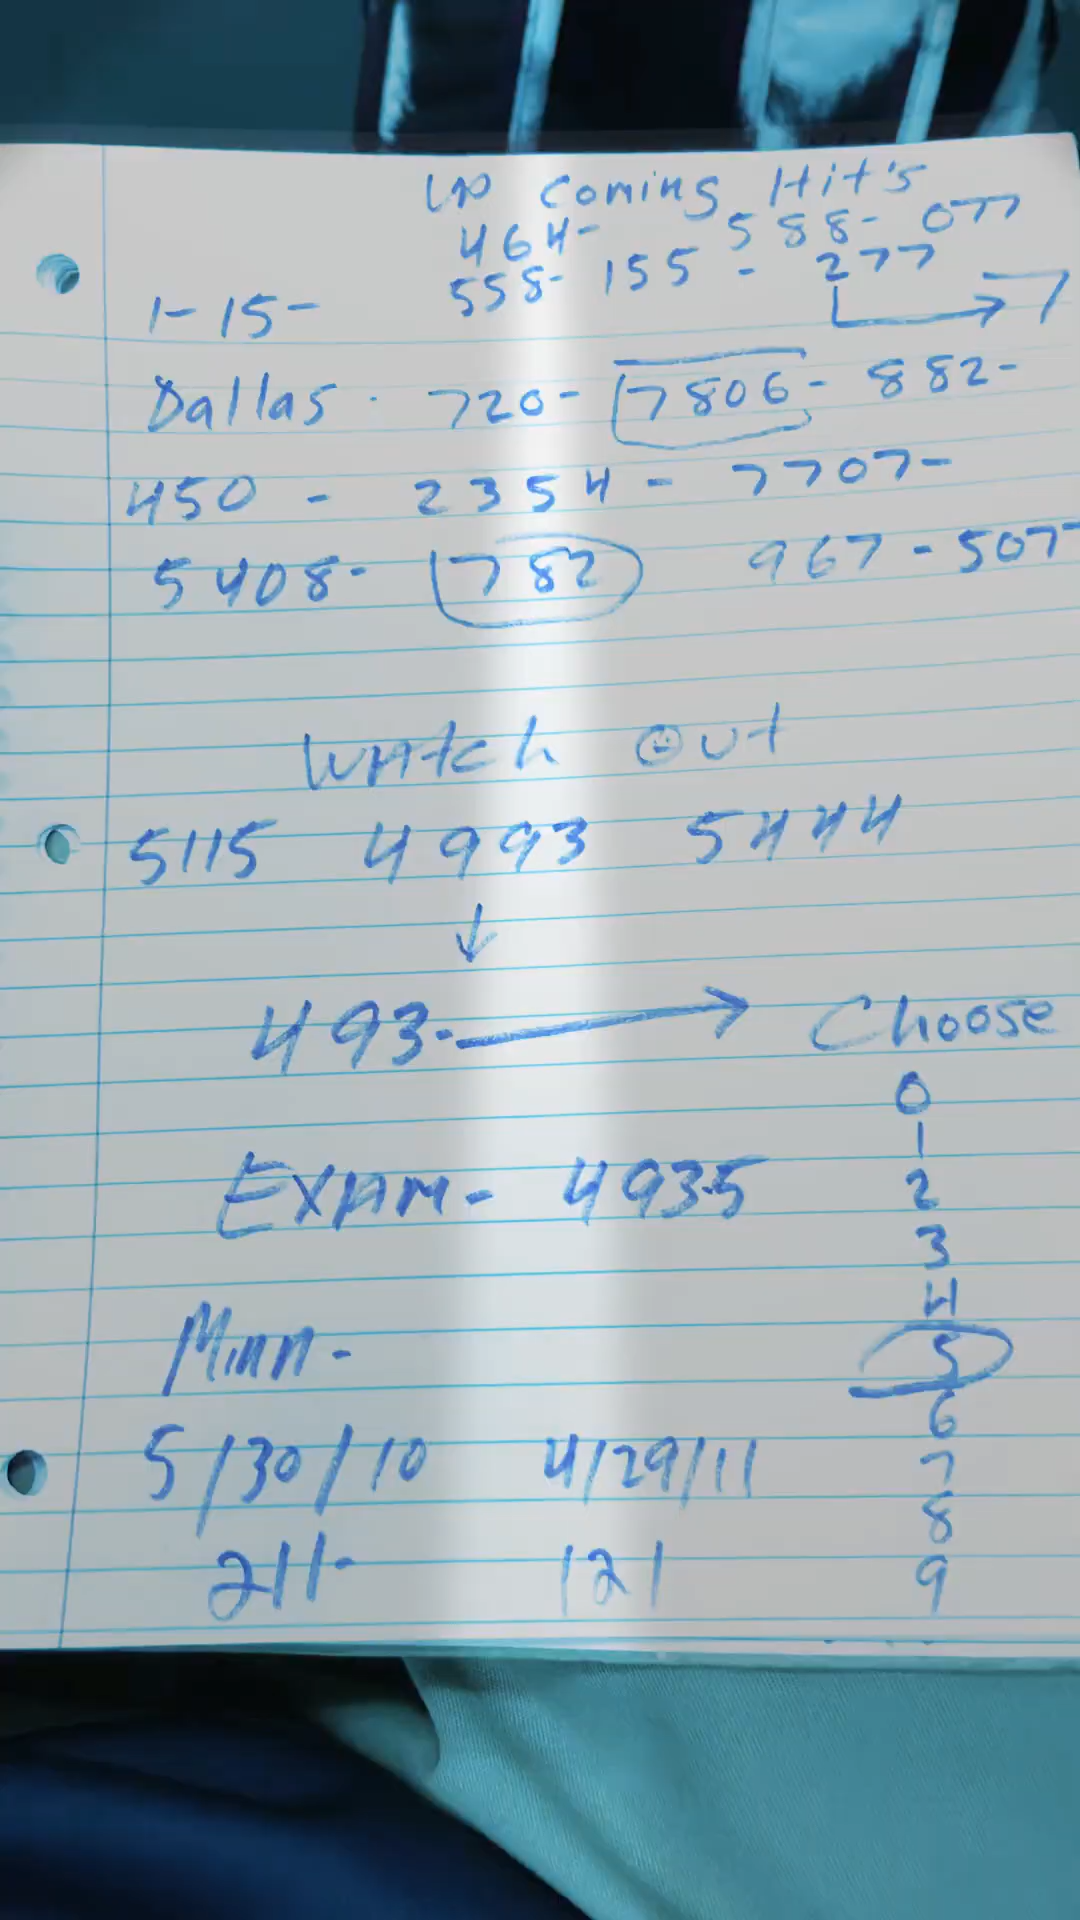 Up Coming Hit's
464- 588- 077
558- 155 - 277
1-15- 7
Dallas. 720- 7806- 882-
450 - 2354- 7707-
5408- 782 967-507-
Watch Out
5115 4993 5444
493- Choose
0
1
Exam- 4935 2
3
4
Minn- 5
6
5/30/10 4/29/11 7
8
211- 121 9